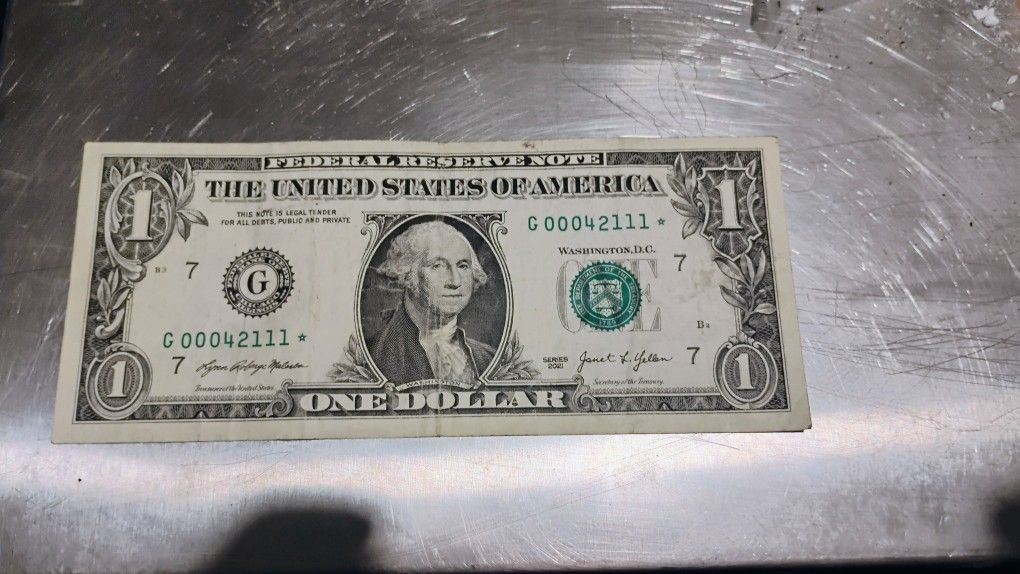 FEDERAL RESERVE NOTE
THE UNITED STATES OF AMERICA
1
1
THIS NOTE IS LEGAL TENDER
FOR ALL DEBTS, PUBLIC AND PRIVATE
G 00042111 *
WASHINGTON, D.C.
7
G
ONE
7
G 00042111 *
7
Treasurer of the United States.
WASHINGTON
SERIES
2021
Janet L. Yellen
Secretary of the Treasury.
7
1
ONE DOLLAR
1